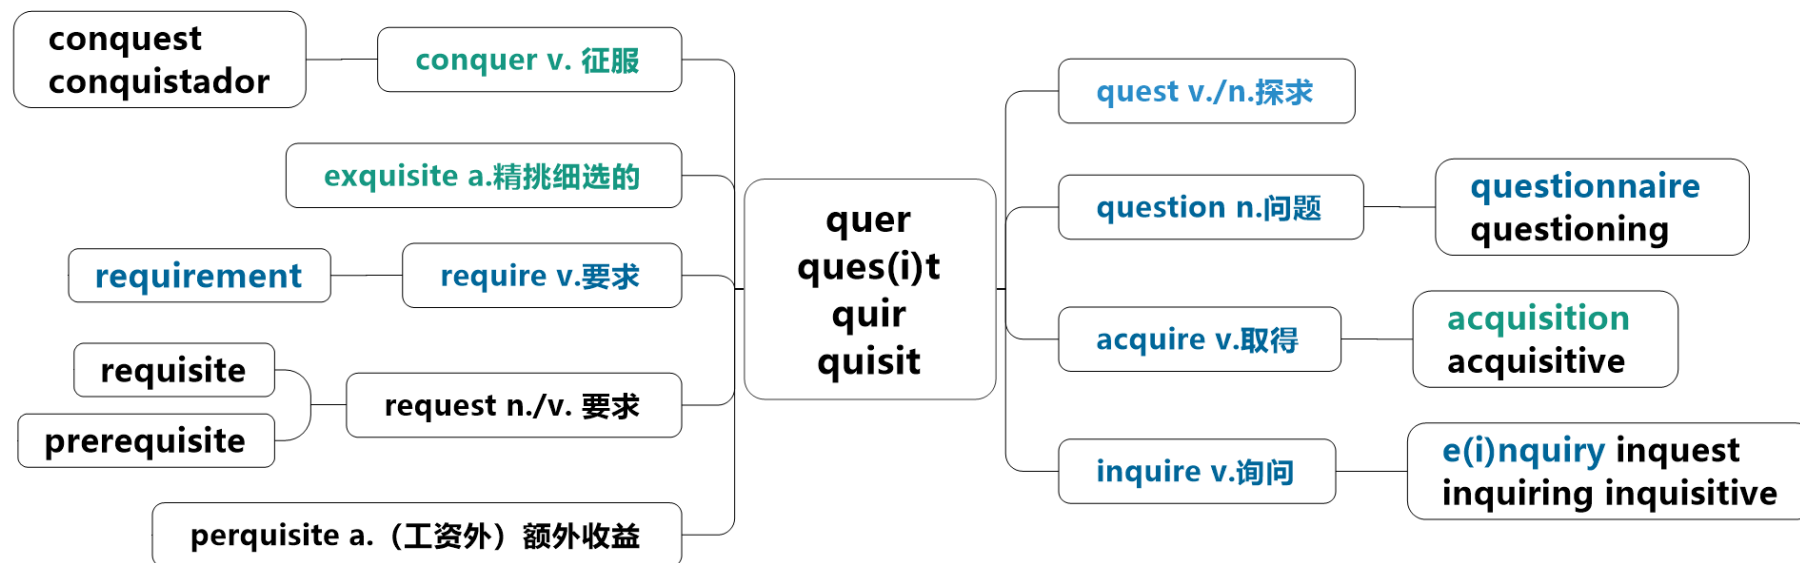 conquest
conquistador
conquer v. 征服
exquisite a.精挑细选的
requirement
require v.要求
requisite
prerequisite
request n./v. 要求
perquisite a.（工资外）额外收益
quer
ques(i)t
quir
quisit
quest v./n.探求
question n.问题
questionnaire
questioning
acquire v.取得
acquisition
acquisitive
inquire v.询问
e(i)nquiry inquest
inquiring inquisitive